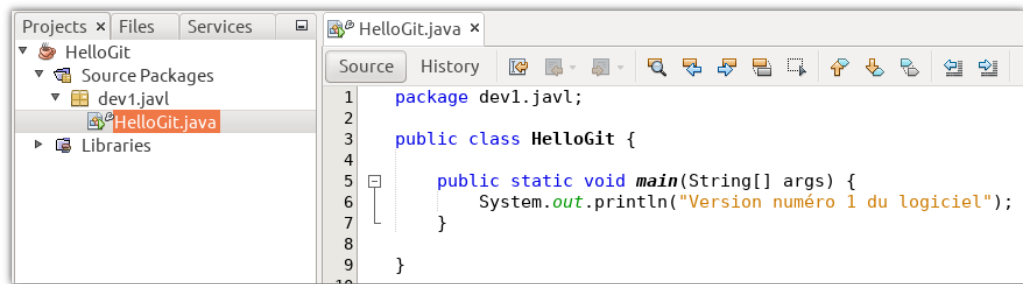 Projects × Files Services
HelloGit
Source Packages
dev1.javl
HelloGit.java
Libraries
HelloGit.java ×
Source History
1 package dev1.javl;
2
3 public class HelloGit {
4
5 public static void main(String[] args) {
6 System.out.println("Version numéro 1 du logiciel");
7 }
8
9 }
10